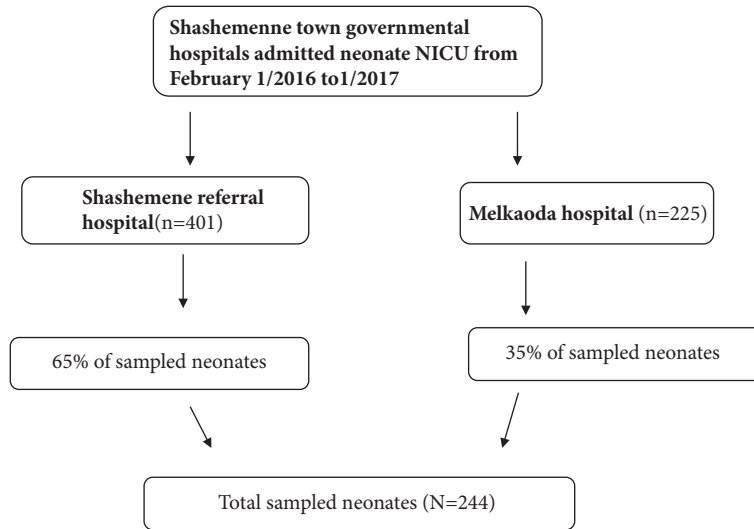 Shashemenne town governmental
hospitals admitted neonate NICU from
February 1/2016 to1/2017
Shashemene referral
hospital(n=401)
Melkaoda hospital (n=225)
65% of sampled neonates
35% of sampled neonates
Total sampled neonates (N=244)